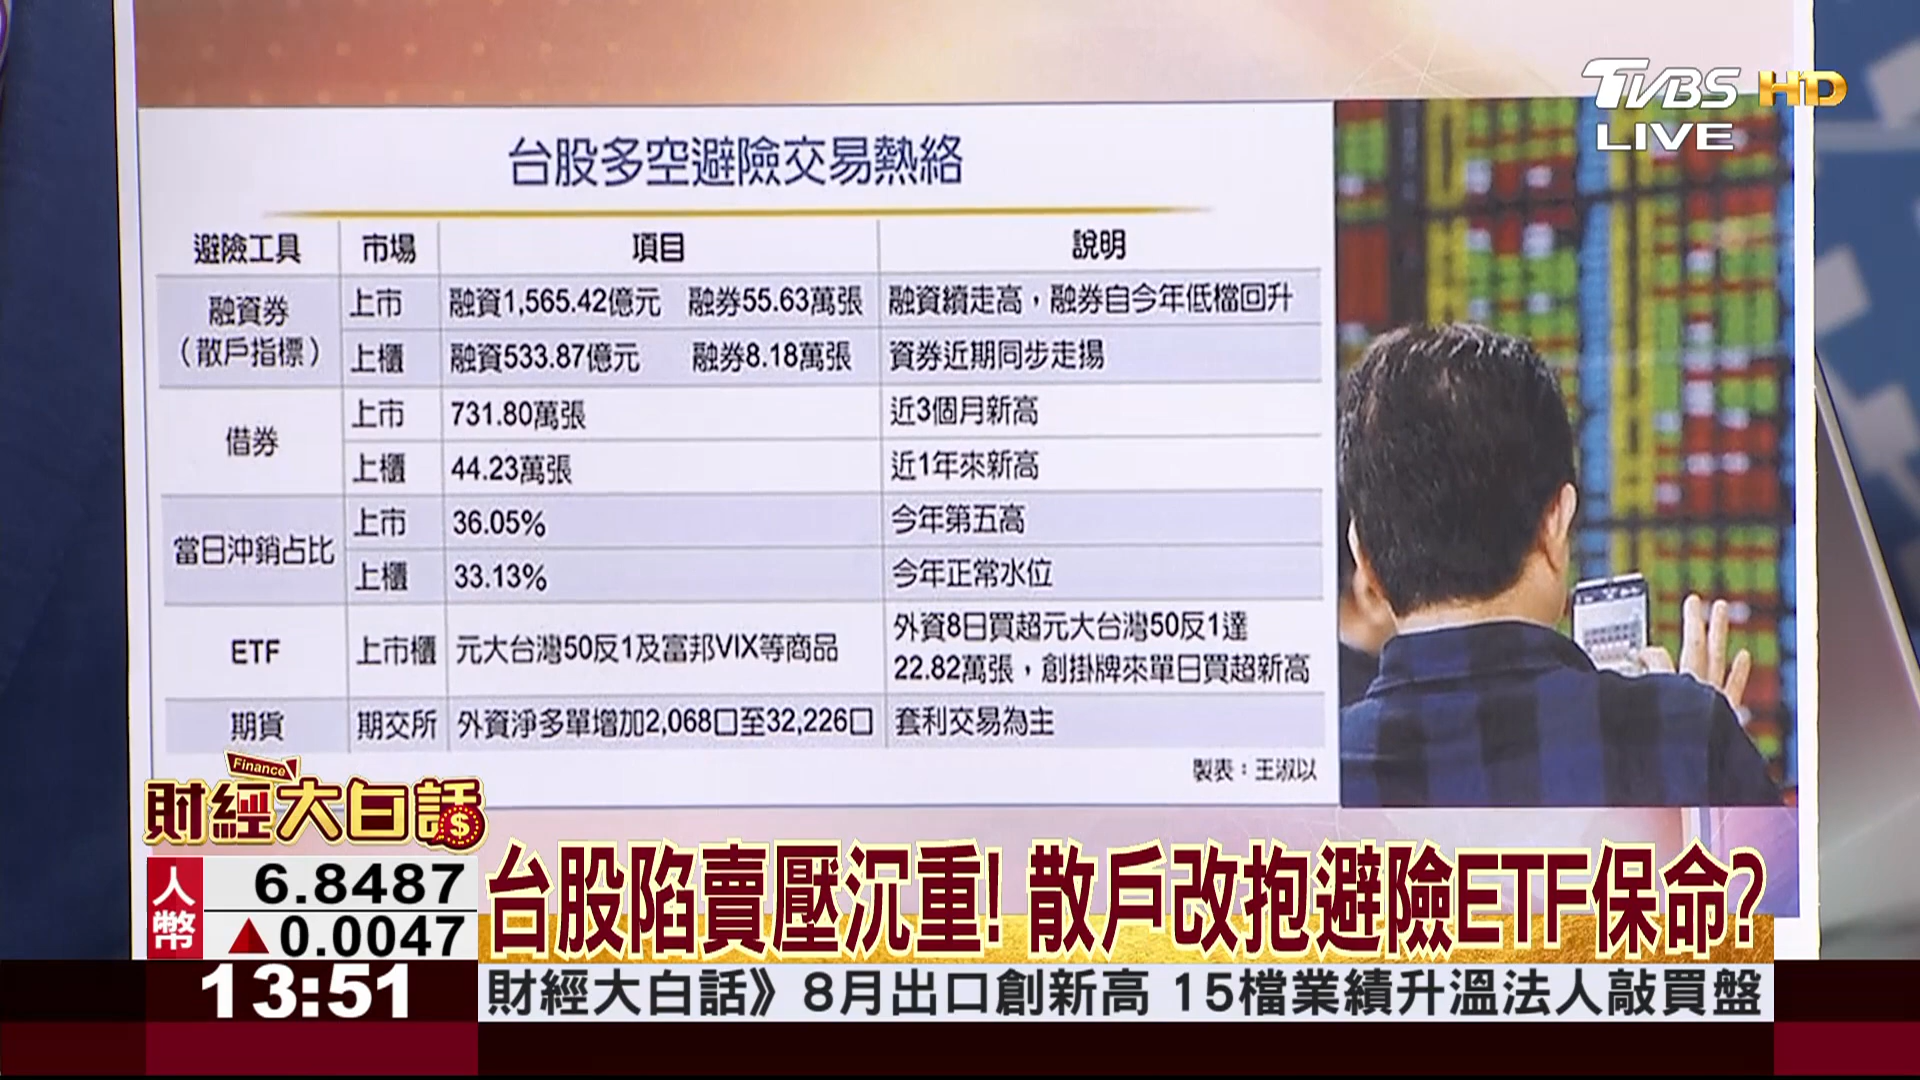 TVBS HD
LIVE
台股多空避險交易熱絡
避險工具 市場 項目 說明
融資券
（散戶指標）
上市 融資1,565.42億元 融券55.63萬張 融資續走高，融券自今年低檔回升
上櫃 融資533.87億元 融券8.18萬張 資券近期同步走揚
借券
上市 731.80萬張 近3個月新高
上櫃 44.23萬張 近1年來新高
當日沖銷占比
上市 36.05% 今年第五高
上櫃 33.13% 今年正常水位
ETF 上市櫃 元大台灣50反1及富邦VIX等商品 外資8日買超元大台灣50反1達
22.82萬張，創掛牌來單日買超新高
期貨 期交所 外資淨多單增加2,068口至32,226口 套利交易為主
製表：王淑以
Finance
財經大白話
$
人幣 6.8487
▲0.0047
13:51
台股陷賣壓沉重!散戶改抱避險ETF保命?
財經大白話》8月出口創新高 15檔業績升溫法人敲買盤